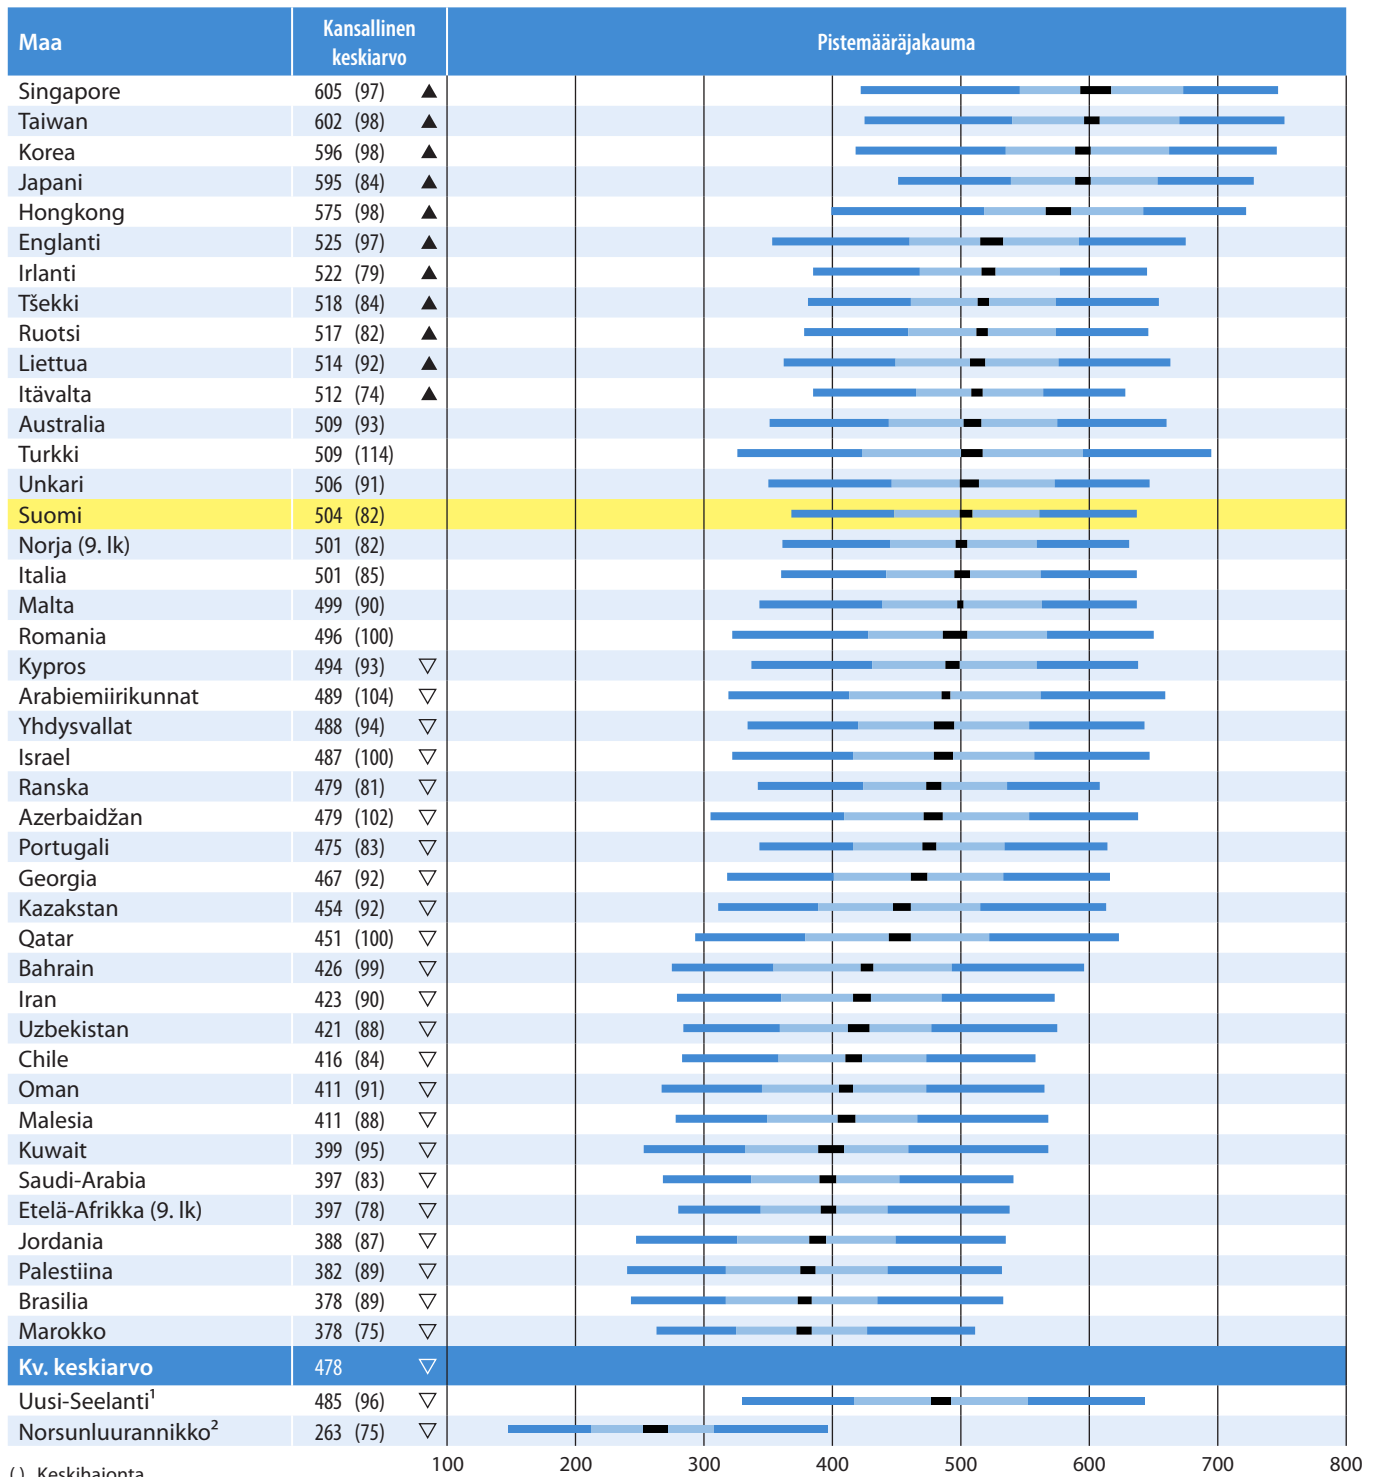 Maa Kansallinen keskiarvo Pistemääräjakauma
Singapore 605 (97) ▲
Taiwan 602 (98) ▲
Korea 596 (98) ▲
Japani 595 (84) ▲
Hongkong 575 (98) ▲
Englanti 525 (97) ▲
Irlanti 522 (79) ▲
Tšekki 518 (84) ▲
Ruotsi 517 (82) ▲
Liettua 514 (92) ▲
Itävalta 512 (74) ▲
Australia 509 (93)
Turkki 509 (114)
Unkari 506 (91)
Suomi 504 (82)
Norja (9. lk) 501 (82)
Italia 501 (85)
Malta 499 (90)
Romania 496 (100)
Kypros 494 (93) ▽
Arabiemiirikunnat 489 (104) ▽
Yhdysvallat 488 (94) ▽
Israel 487 (100) ▽
Ranska 479 (81) ▽
Azerbaidžan 479 (102) ▽
Portugali 475 (83) ▽
Georgia 467 (92) ▽
Kazakstan 454 (92) ▽
Qatar 451 (100) ▽
Bahrain 426 (99) ▽
Iran 423 (90) ▽
Uzbekistan 421 (88) ▽
Chile 416 (84) ▽
Oman 411 (91) ▽
Malesia 411 (88) ▽
Kuwait 399 (95) ▽
Saudi-Arabia 397 (83) ▽
Etelä-Afrikka (9. lk) 397 (78) ▽
Jordania 388 (87) ▽
Palestiina 382 (89) ▽
Brasilia 378 (89) ▽
Marokko 378 (75) ▽
Kv. keskiarvo 478 ▽
Uusi-Seelanti¹ 485 (96) ▽
Norsunluurannikko² 263 (75) ▽
100 200 300 400 500 600 700 800
( ) Keskihajonta